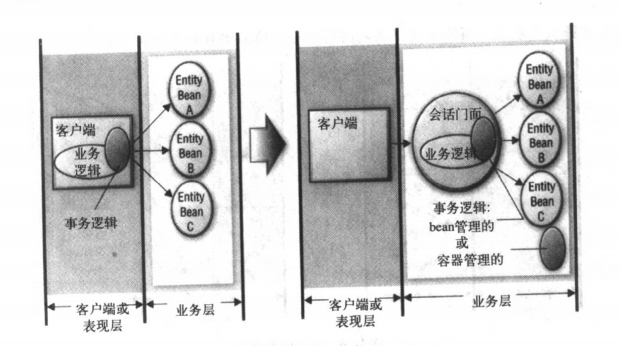 Entity
Bean
A
客户端
业务
逻辑
Entity
Bean
B
Entity
Bean
C
事务逻辑
客户端或
表现层
业务层
客户端
会话门面
业务逻辑
Entity
Bean
A
Entity
Bean
B
Entity
Bean
C
事务逻辑:
bean管理的
或
容器管理的
客户端或
表现层
业务层